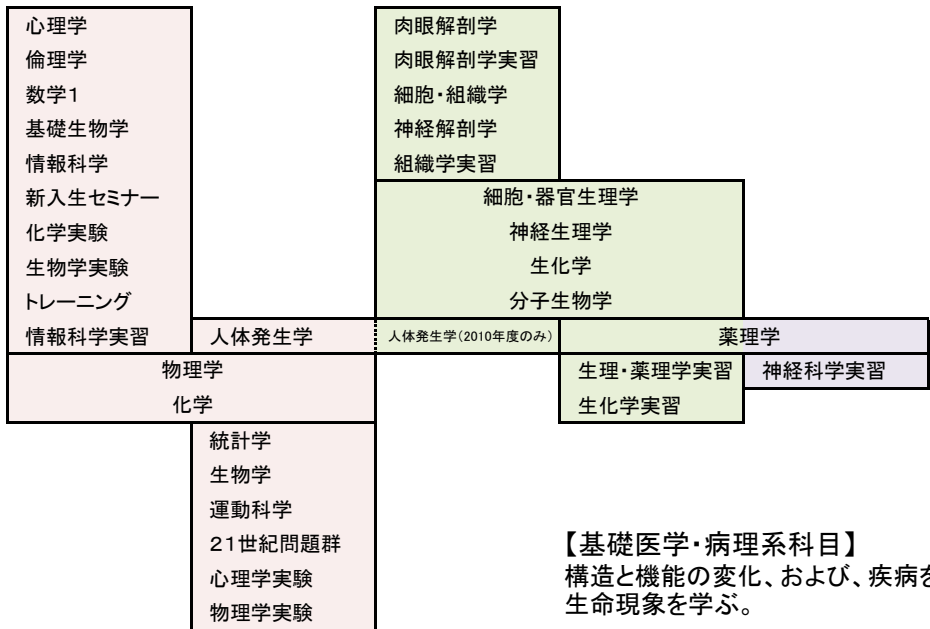 心理学
倫理学
数学1
基礎生物学
情報科学
新入生セミナー
化学実験
生物学実験
トレーニング
情報科学実習
人体発生学
物理学
化学
統計学
生物学
運動科学
21世紀問題群
心理学実験
物理学実験
肉眼解剖学
肉眼解剖学実習
細胞・組織学
神経解剖学
組織学実習
細胞・器官生理学
神経生理学
生化学
分子生物学
人体発生学(2010年度のみ)
薬理学
生理・薬理学実習
神経科学実習
生化学実習
【基礎医学・病理系科目】
構造と機能の変化、および、疾病を
生命現象を学ぶ。